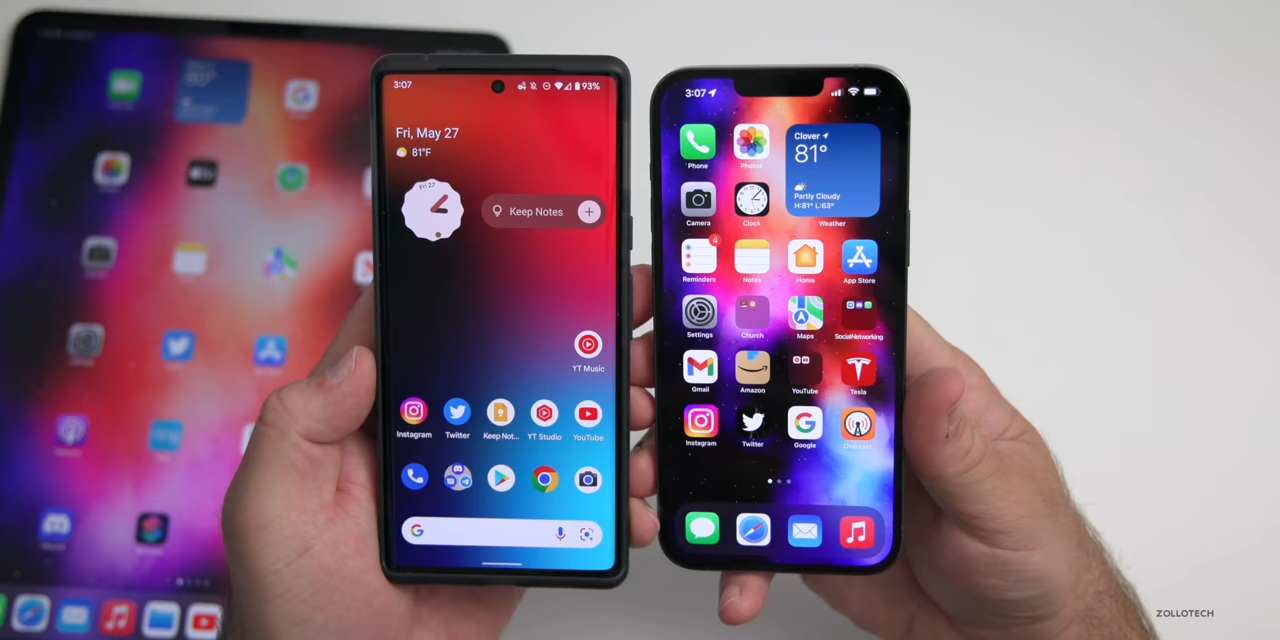 3:07
93%
Fri, May 27
81°F
Fri 27
Keep Notes
YT Music
Instagram
Twitter
Keep Not...
YT Studio
YouTube
3:07
Phone
Photos
Clover
81°
Partly Cloudy
H:81° L:63°
Camera
Clock
Weather
4
Reminders
Notes
Home
App Store
Settings
Church
Maps
SocialNetworking
Gmail
Amazon
YouTube
Tesla
Instagram
Twitter
Google
Overcast
ZOLLOTECH